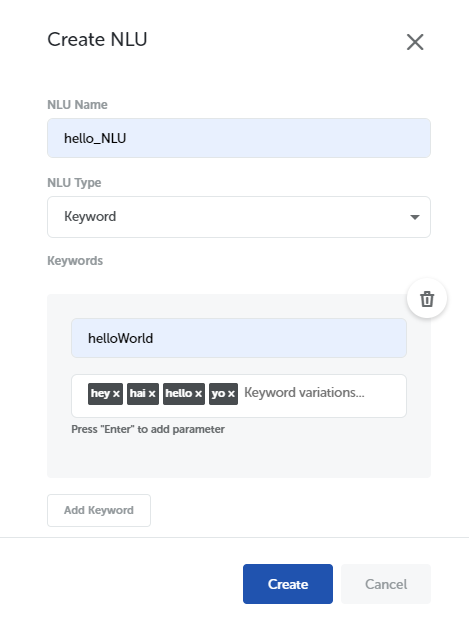 Create NLU
NLU Name
hello_NLU
NLU Type
Keyword
Keywords
helloWorld
hey x hai x hello x yo x Keyword variations...
Press "Enter" to add parameter
Add Keyword
Create Cancel